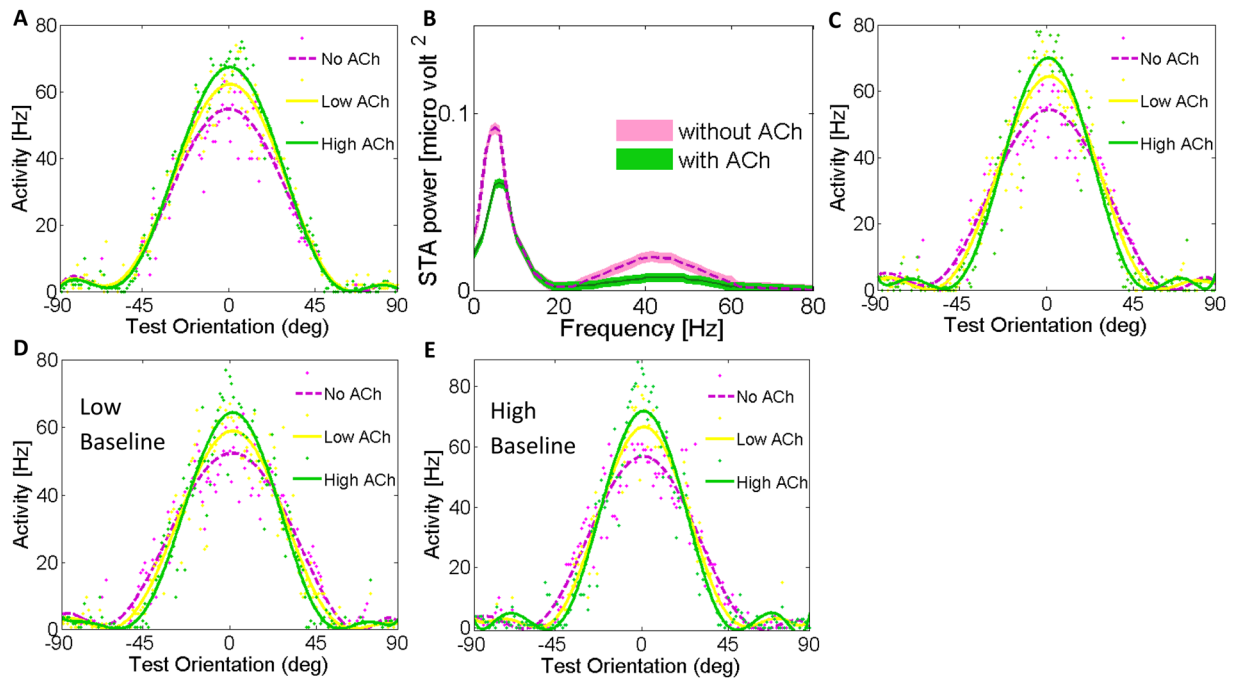 A
80
60
40
20
0
Activity [Hz]
-90
-45
0
45
90
Test Orientation (deg)
No ACh
Low ACh
High ACh
B
STA power [micro volt 2
0.1
0
0
20
40
60
80
Frequency [Hz]
without ACh
with ACh
C
80
60
40
20
0
Activity [Hz]
-90
-45
0
45
90
Test Orientation (deg)
No ACh
Low ACh
High ACh
D
80
60
40
20
0
Activity [Hz]
-90
-45
0
45
90
Test Orientation (deg)
Low
Baseline
No ACh
Low ACh
High ACh
E
80
60
40
20
0
Activity [Hz]
-90
-45
0
45
90
Test Orientation (deg)
High
Baseline
No ACh
Low ACh
High ACh